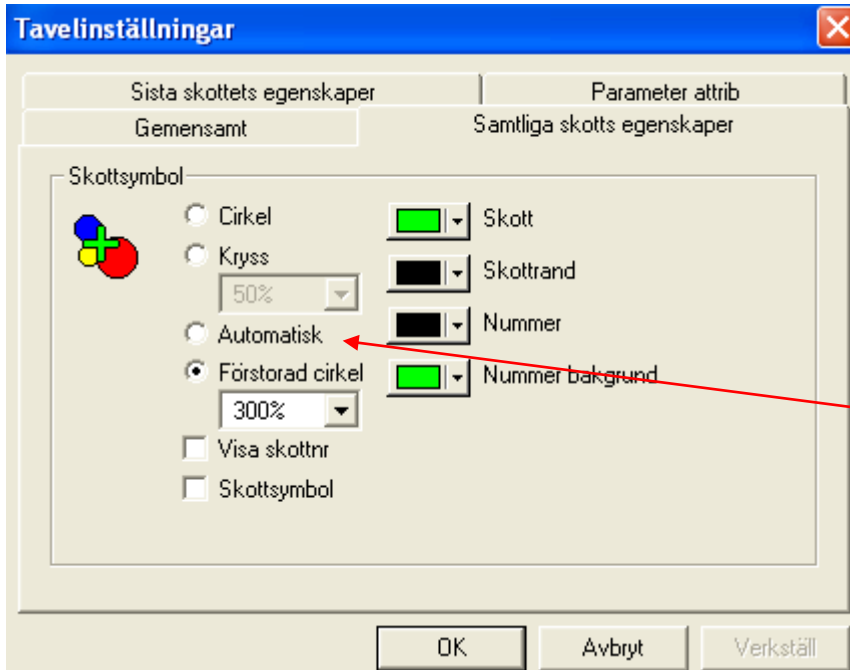 Tavelinställningar
Sista skottets egenskaper
Parameter attrib
Gemensamt
Samtliga skotts egenskaper
Skottsymbol
Cirkel
Kryss
50%
Automatisk
Förstorad cirkel
300%
Visa skottnr
Skottsymbol
Skott
Skottrand
Nummer
Nummer bakgrund
OK
Avbryt
Verkställ